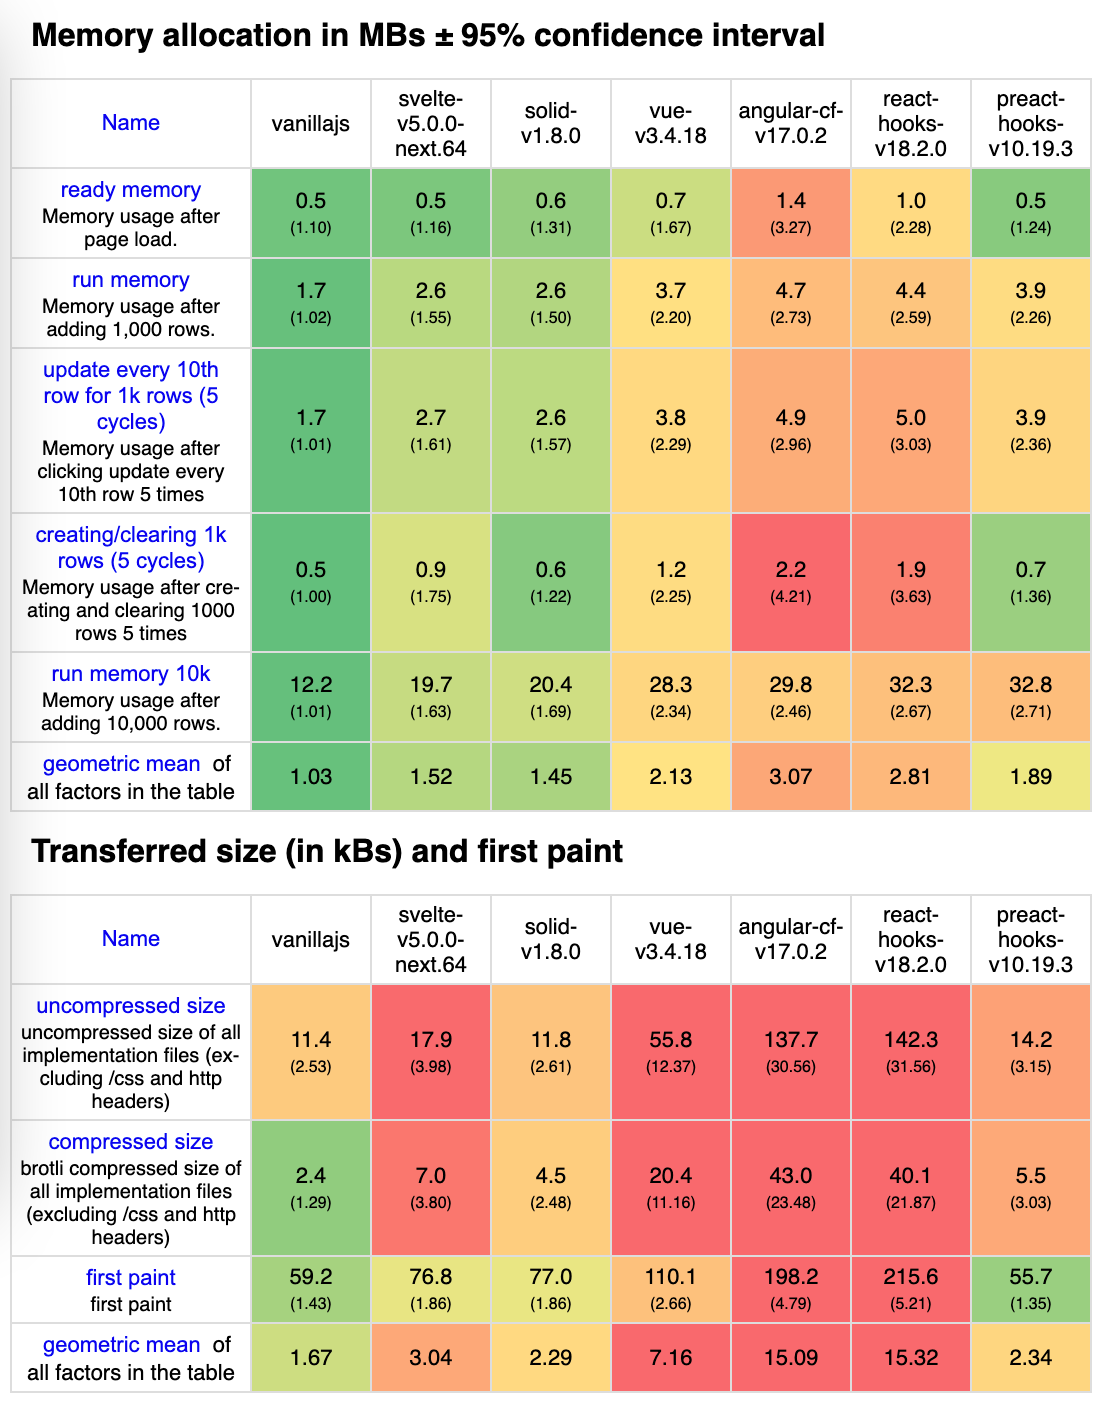 Memory allocation in MBs ± 95% confidence interval
Name
vanillajs
svelte-
v5.0.0-
next.64
solid-
v1.8.0
vue-
v3.4.18
angular-cf-
v17.0.2
react-
hooks-
v18.2.0
preact-
hooks-
v10.19.3
ready memory
Memory usage after
page load.
0.5
(1.10)
0.5
(1.16)
0.6
(1.31)
0.7
(1.67)
1.4
(3.27)
1.0
(2.28)
0.5
(1.24)
run memory
Memory usage after
adding 1,000 rows.
1.7
(1.02)
2.6
(1.55)
2.6
(1.50)
3.7
(2.20)
4.7
(2.73)
4.4
(2.59)
3.9
(2.26)
update every 10th
row for 1k rows (5
cycles)
Memory usage after
clicking update every
10th row 5 times
1.7
(1.01)
2.7
(1.61)
2.6
(1.57)
3.8
(2.29)
4.9
(2.96)
5.0
(3.03)
3.9
(2.36)
creating/clearing 1k
rows (5 cycles)
Memory usage after cre-
ating and clearing 1000
rows 5 times
0.5
(1.00)
0.9
(1.75)
0.6
(1.22)
1.2
(2.25)
2.2
(4.21)
1.9
(3.63)
0.7
(1.36)
run memory 10k
Memory usage after
adding 10,000 rows.
12.2
(1.01)
19.7
(1.63)
20.4
(1.69)
28.3
(2.34)
29.8
(2.46)
32.3
(2.67)
32.8
(2.71)
geometric mean of
all factors in the table
1.03
1.52
1.45
2.13
3.07
2.81
1.89
Transferred size (in kBs) and first paint
Name
vanillajs
svelte-
v5.0.0-
next.64
solid-
v1.8.0
vue-
v3.4.18
angular-cf-
v17.0.2
react-
hooks-
v18.2.0
preact-
hooks-
v10.19.3
uncompressed size
uncompressed size of all
implementation files (ex-
cluding /css and http
headers)
11.4
(2.53)
17.9
(3.98)
11.8
(2.61)
55.8
(12.37)
137.7
(30.56)
142.3
(31.56)
14.2
(3.15)
compressed size
brotli compressed size of
all implementation files
(excluding /css and http
headers)
2.4
(1.29)
7.0
(3.80)
4.5
(2.48)
20.4
(11.16)
43.0
(23.48)
40.1
(21.87)
5.5
(3.03)
first paint
first paint
59.2
(1.43)
76.8
(1.86)
77.0
(1.86)
110.1
(2.66)
198.2
(4.79)
215.6
(5.21)
55.7
(1.35)
geometric mean of
all factors in the table
1.67
3.04
2.29
7.16
15.09
15.32
2.34